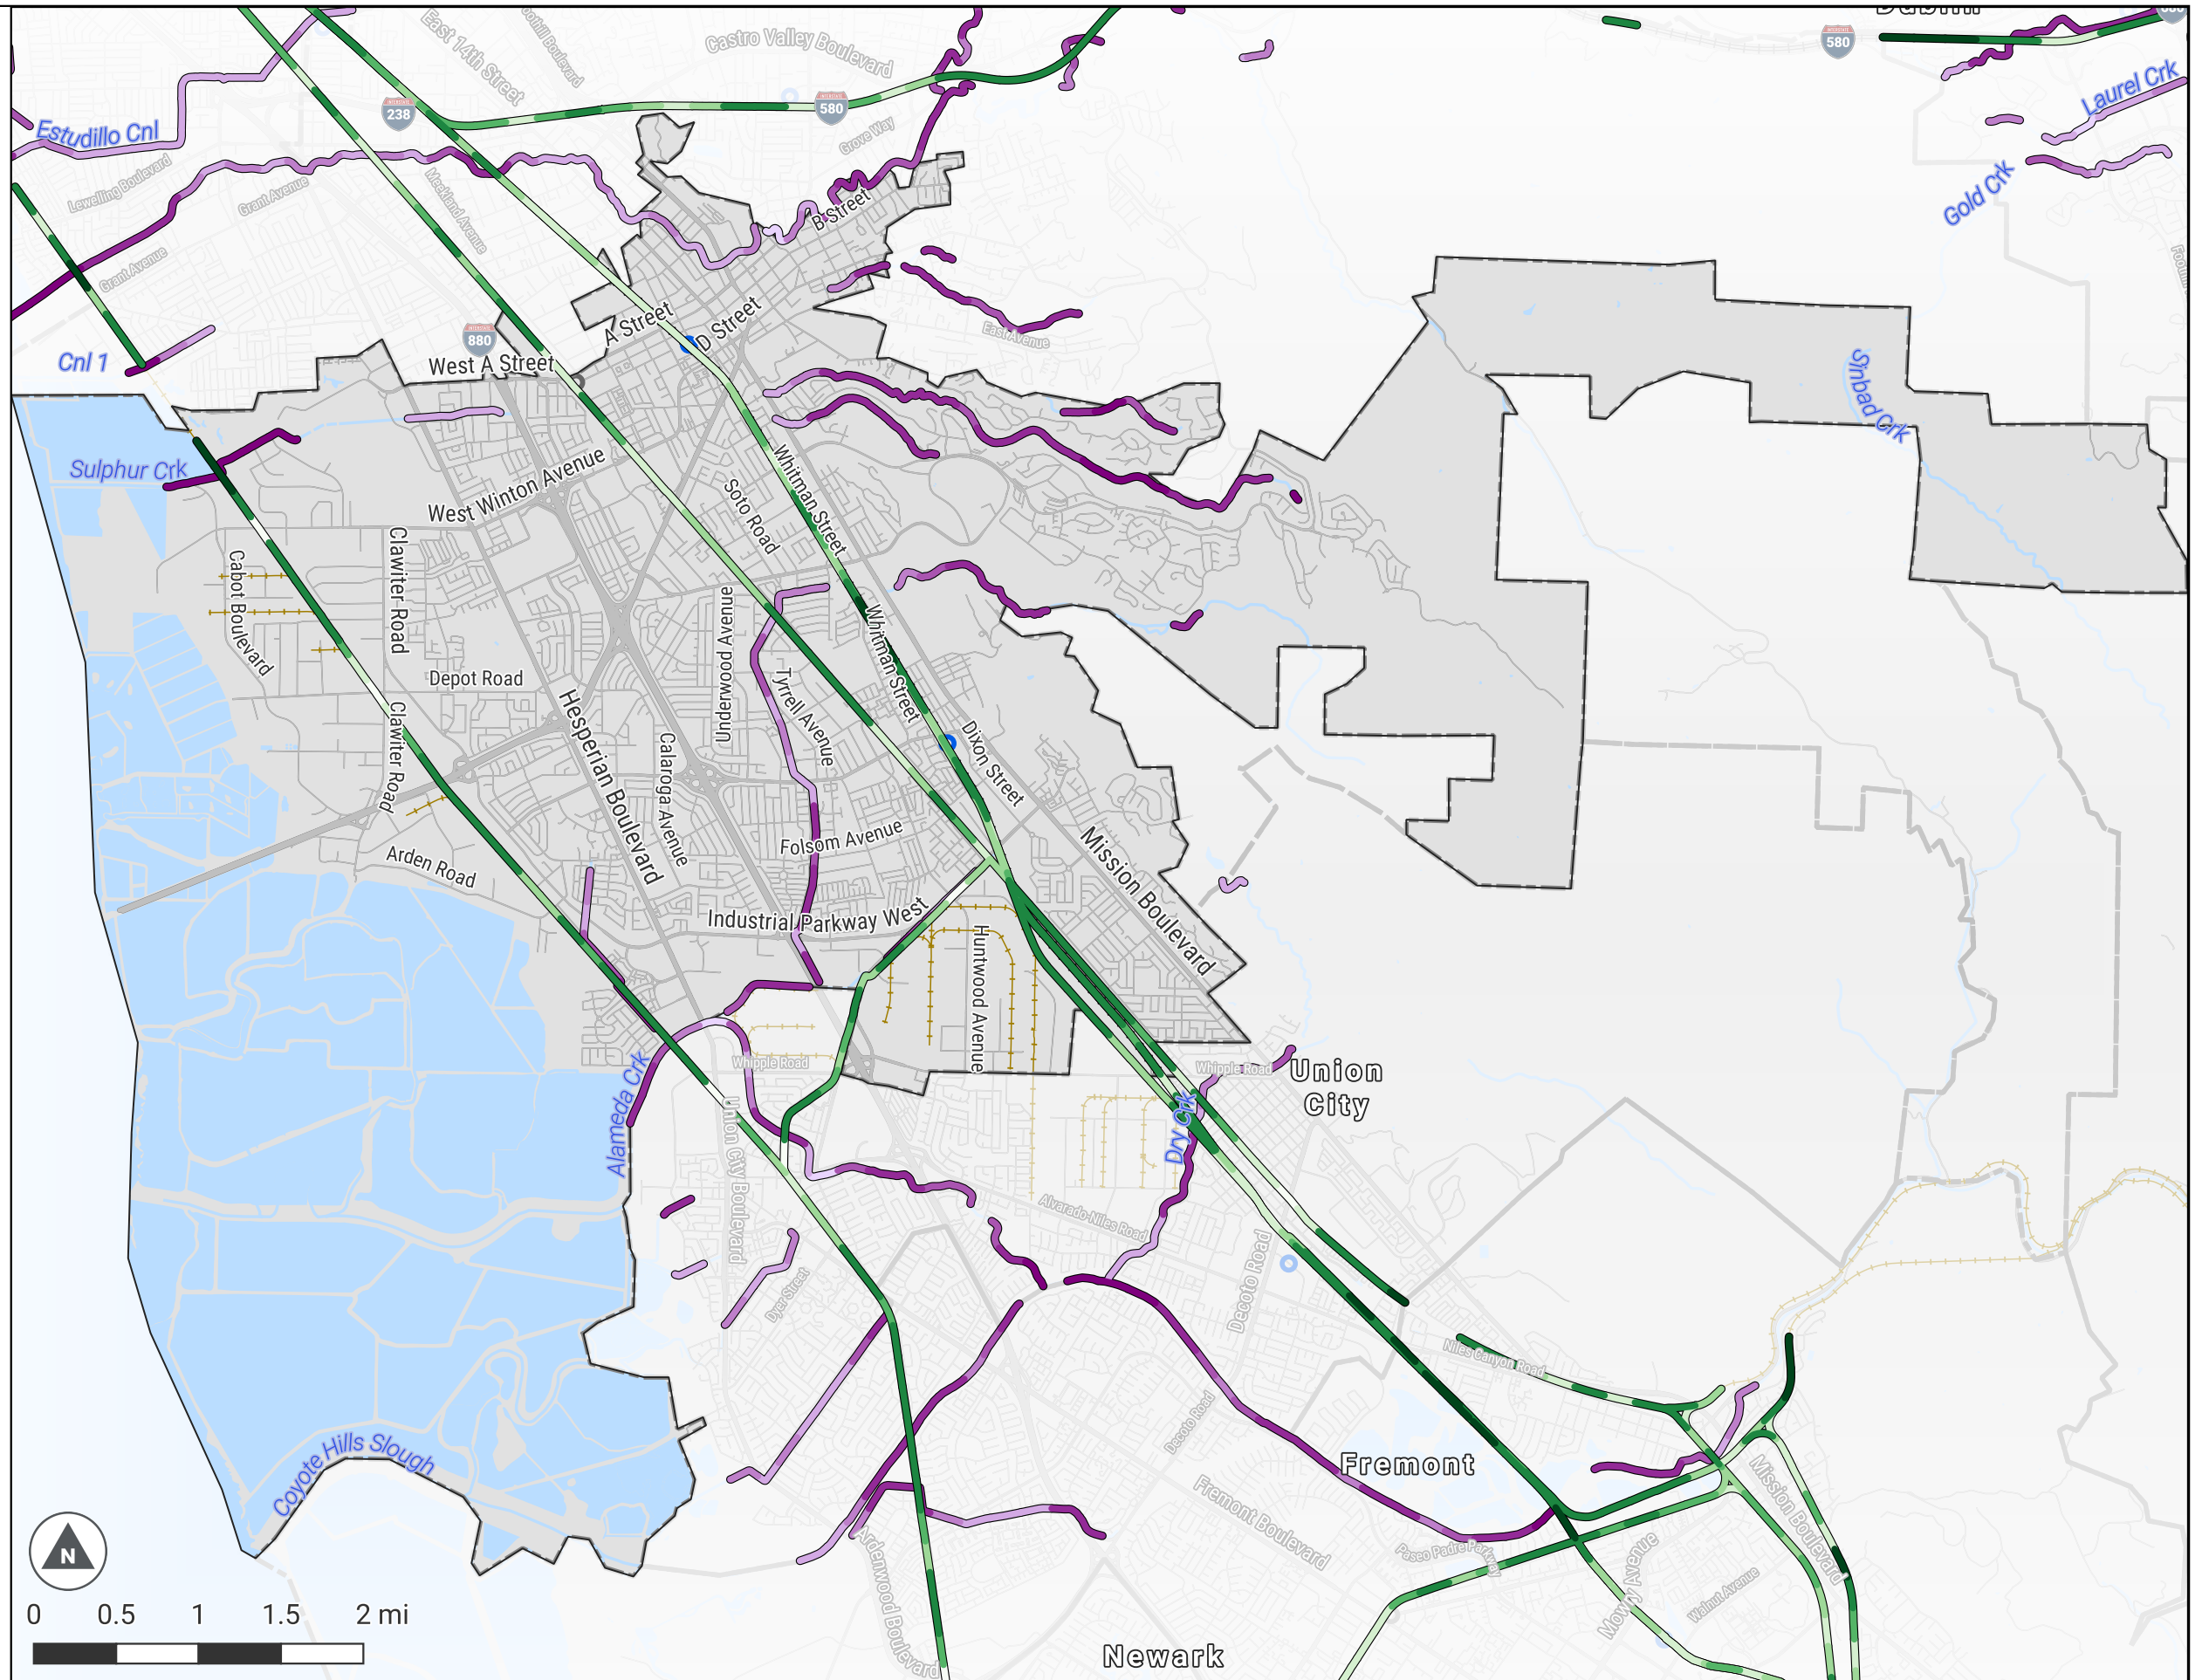 East 14th Street
Castro Valley Boulevard
580
580
238
Laurel Crk
Estudillo Cnl
Lewelling Boulevard
Grant Avenue
Meekland Avenue
Grove Way
B Street
Gold Crk
Grant Avenue
East Avenue
A Street
D Street
880
Cnl 1
West A Street
Sinbad Crk
Sulphur Crk
West Winton Avenue
Soto Road
Whitman Street
Cabot Boulevard
Clawiter Road
Underwood Avenue
Whitman Street
Depot Road
Tyrrell Avenue
Clawiter Road
Hesperian Boulevard
Calaroga Avenue
Dixon Street
Folsom Avenue
Arden Road
Mission Boulevard
Industrial Parkway West
Huntwood Avenue
Whipple Road
Whipple Road
Union
City
Alameda Crk
Dry Crk
Union City Boulevard
Alvarado-Niles Road
Decoto Road
Dyer Street
Niles Canyon Road
Decoto Road
Fremont
Coyote Hills Slough
Fremont Boulevard
Mission Boulevard
Paseo Padre Parkway
Ardenwood Boulevard
Mowry Avenue
Walnut Avenue
Newark
N
0 0.5 1 1.5 2 mi